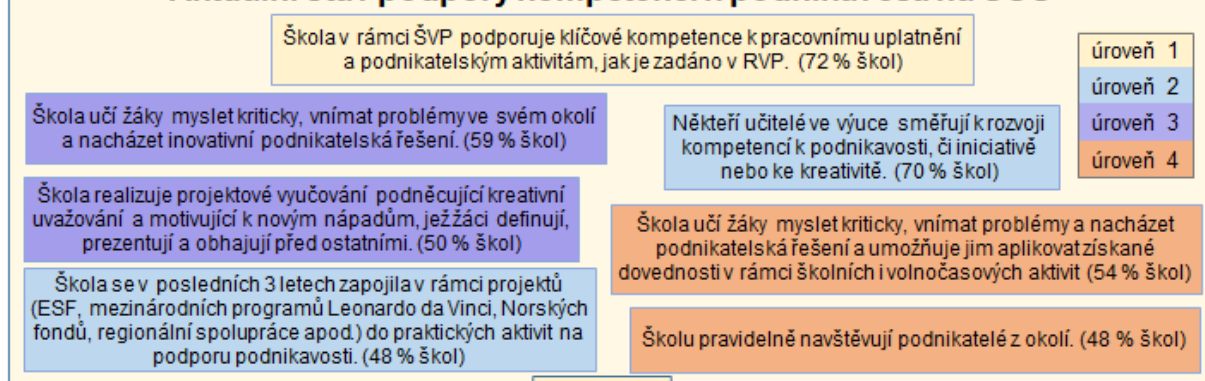 Škola v rámci ŠVP podporuje klíčové kompetence k pracovnímu uplatnění
a podnikatelským aktivitám, jak je zadáno v RVP. (72 % škol)
úroveň 1
úroveň 2
úroveň 3
úroveň 4
Škola učí žáky myslet kriticky, vnímat problémy ve svém okolí
a nacházet inovativní podnikatelská řešení. (59 % škol)
Někteří učitelé ve výuce směřují k rozvoji
kompetencí k podnikavosti, či iniciativě
nebo ke kreativitě. (70 % škol)
Škola realizuje projektové vyučování podněcující kreativní
uvažování a motivující k novým nápadům, jež žáci definují,
prezentují a obhajují před ostatními. (50 % škol)
Škola učí žáky myslet kriticky, vnímat problémy a nacházet
podnikatelská řešení a umožňuje jim aplikovat získané
dovednosti v rámci školních i volnočasových aktivit (54 % škol)
Škola se v posledních 3 letech zapojila v rámci projektů
(ESF, mezinárodních programů Leonardo da Vinci, Norských
fondů, regionální spolupráce apod.) do praktických aktivit na
podporu podnikavosti. (48 % škol)
Školu pravidelně navštěvují podnikatelé z okolí. (48 % škol)